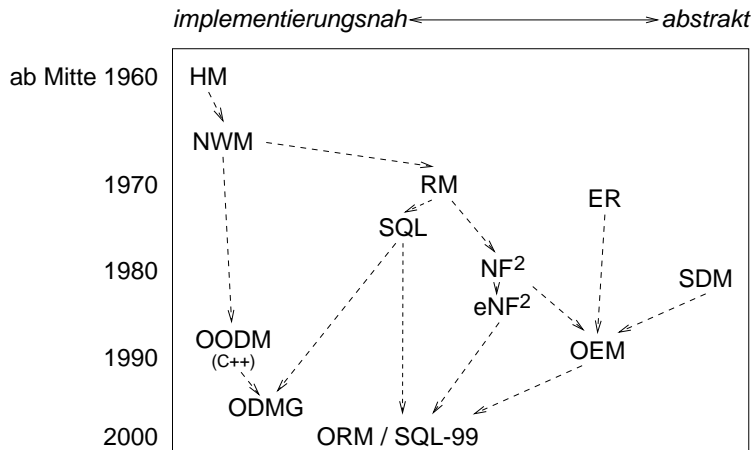 implementierungsnah abstrakt
ab Mitte 1960 HM
NWM
1970 RM ER
SQL
1980 NF² SDM
eNF²
OODM
(C++)
1990 OEM
ODMG
2000 ORM / SQL-99